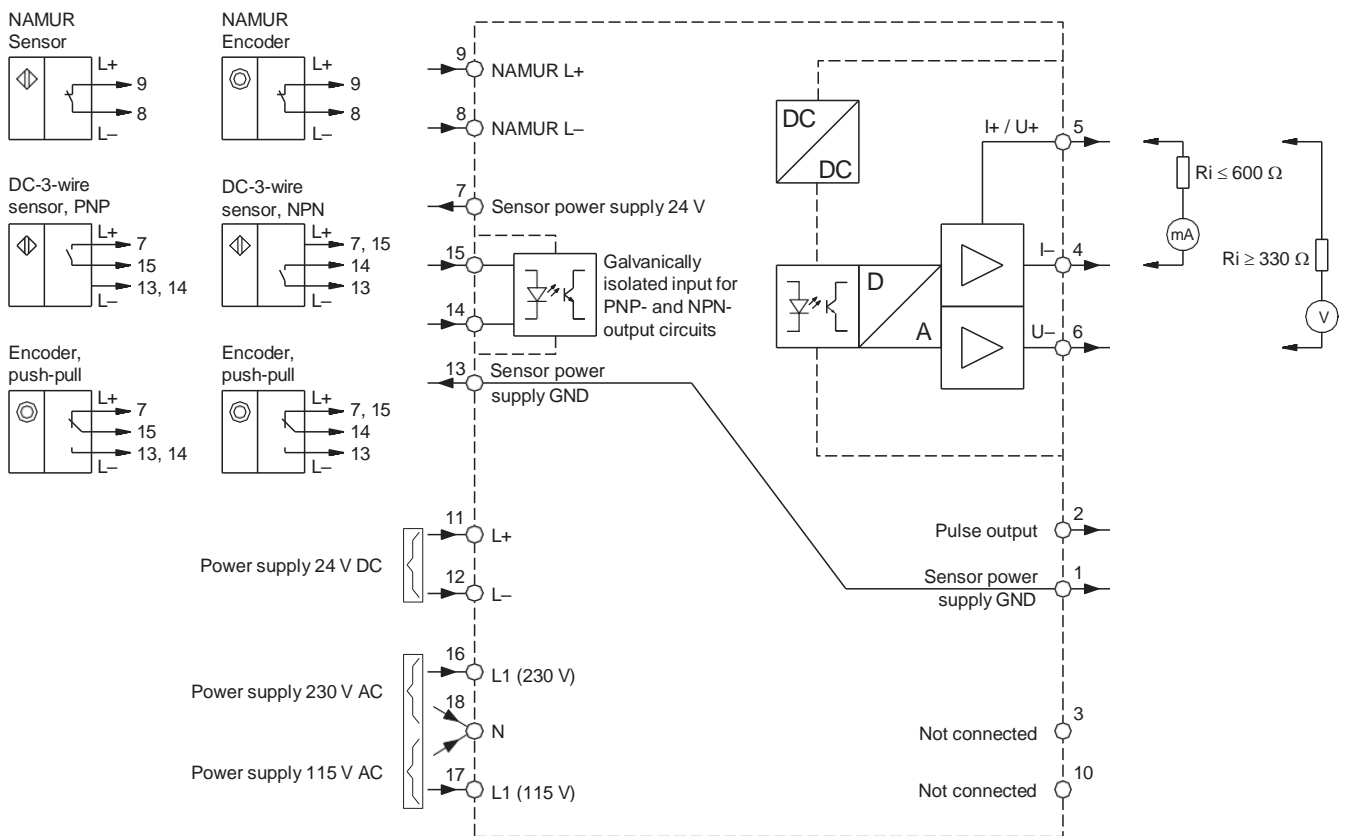 NAMUR
Sensor
L+
9
8
L–
NAMUR
Encoder
L+
9
8
L–
DC-3-wire
sensor, PNP
L+
7
15
13, 14
L–
DC-3-wire
sensor, NPN
L+
7, 15
14
13
L–
Encoder,
push-pull
L+
7
15
13, 14
L–
Encoder,
push-pull
L+
7, 15
14
13
L–
9
NAMUR L+
8
NAMUR L–
7
Sensor power supply 24 V
15
14
Galvanically
isolated input for
PNP- and NPN-
output circuits
13
Sensor power
supply GND
11
L+
Power supply 24 V DC
12
L–
16
L1 (230 V)
Power supply 230 V AC
18
N
Power supply 115 V AC
17
L1 (115 V)
DC
DC
D
A
I+ / U+
5
I–
4
U–
6
Ri ≤ 600 Ω
mA
Ri ≥ 330 Ω
V
Pulse output
2
Sensor power
supply GND
1
Not connected
3
Not connected
10